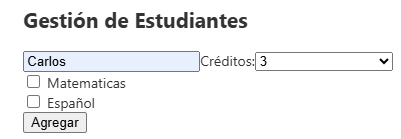 Gestión de Estudiantes
Carlos Créditos: 3
Matematicas
Español
Agregar